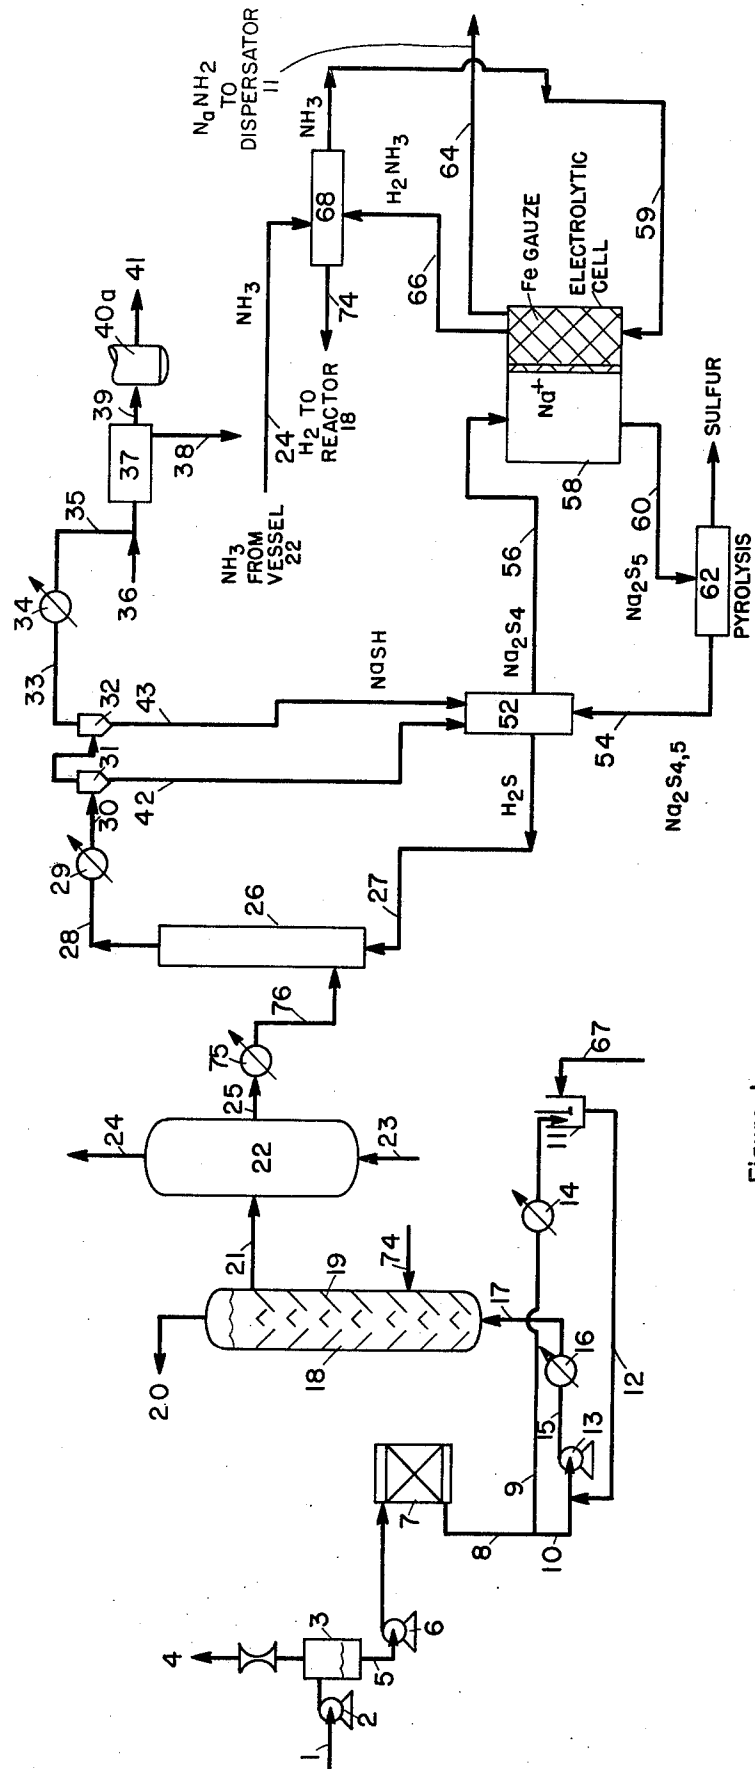 1
2
3
4
5
6
7
8
9
10
11
12
13
14
15
16
17
18
19
20
21
22
23
24
25
26
27
28
29
30
31
32
33
34
35
36
37
38
39
40a
41
42
43
67
74
75
76
NaSH
H2S
52
Na2S4
56
54
Na2S4,5
NH3
FROM
VESSEL
22
24
NH3
H2 TO
REACTOR
18
74
68
NH3
NaNH2
TO
DISPERSATOR
11
H2NH3
66
64
Fe GAUZE
ELECTROLYTIC
CELL
Na+
58
59
60
Na2S5
62
PYROLYSIS
SULFUR
Figure 1